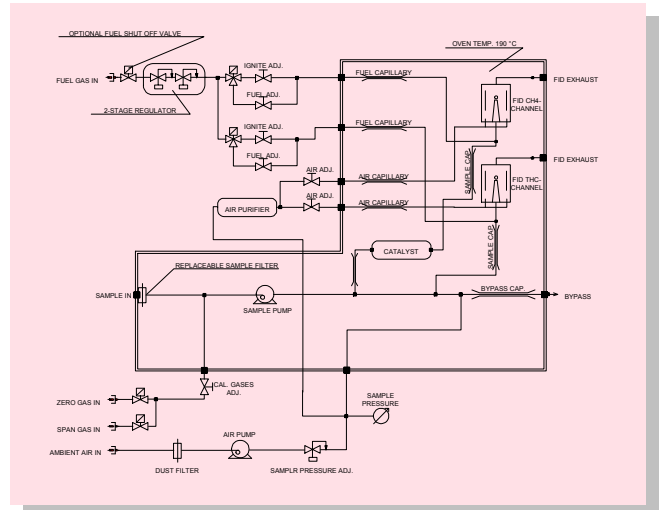 OPTIONAL FUEL SHUT OFF VALVE
OVEN TEMP. 190 °C
IGNITE ADJ.
FUEL CAPILLARY
FUEL GAS IN
FID EXHAUST
FUEL ADJ.
FID CH4-
CHANNEL
2-STAGE REGULATOR
IGNITE ADJ.
FUEL CAPILLARY
FUEL ADJ.
FID EXHAUST
SAMPLE CAP.
AIR ADJ.
AIR CAPILLARY
FID THC-
CHANNEL
AIR ADJ.
AIR CAPILLARY
AIR PURIFIER
SAMPLE CAP.
CATALYST
REPLACEABLE SAMPLE FILTER
SAMPLE IN
BYPASS CAP.
BYPASS
SAMPLE PUMP
CAL. GASES
ADJ.
ZERO GAS IN
SAMPLE
PRESSURE
SPAN GAS IN
AIR PUMP
AMBIENT AIR IN
DUST FILTER
SAMPLR PRESSURE ADJ.